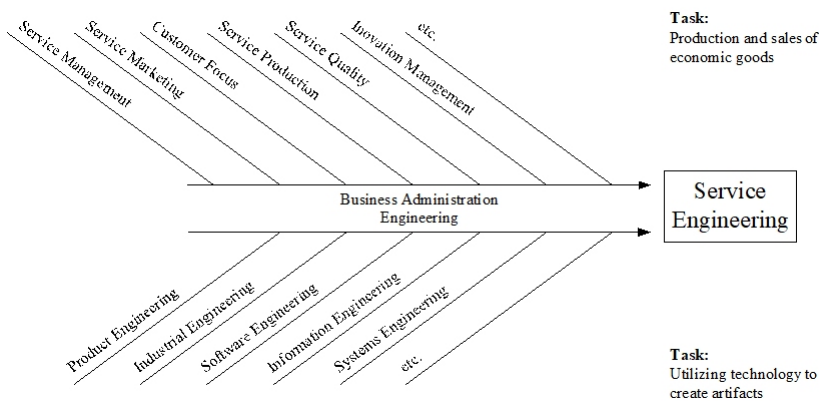 Service Management
Service Marketing
Customer Focus
Service Production
Service Quality
Inovation Management
etc.
Task:
Production and sales of
economic goods
Business Administration
Engineering
Service
Engineering
Product Engineering
Industrial Engineering
Software Engineering
Information Engineering
Systems Engineering
etc.
Task:
Utilizing technology to
create artifacts